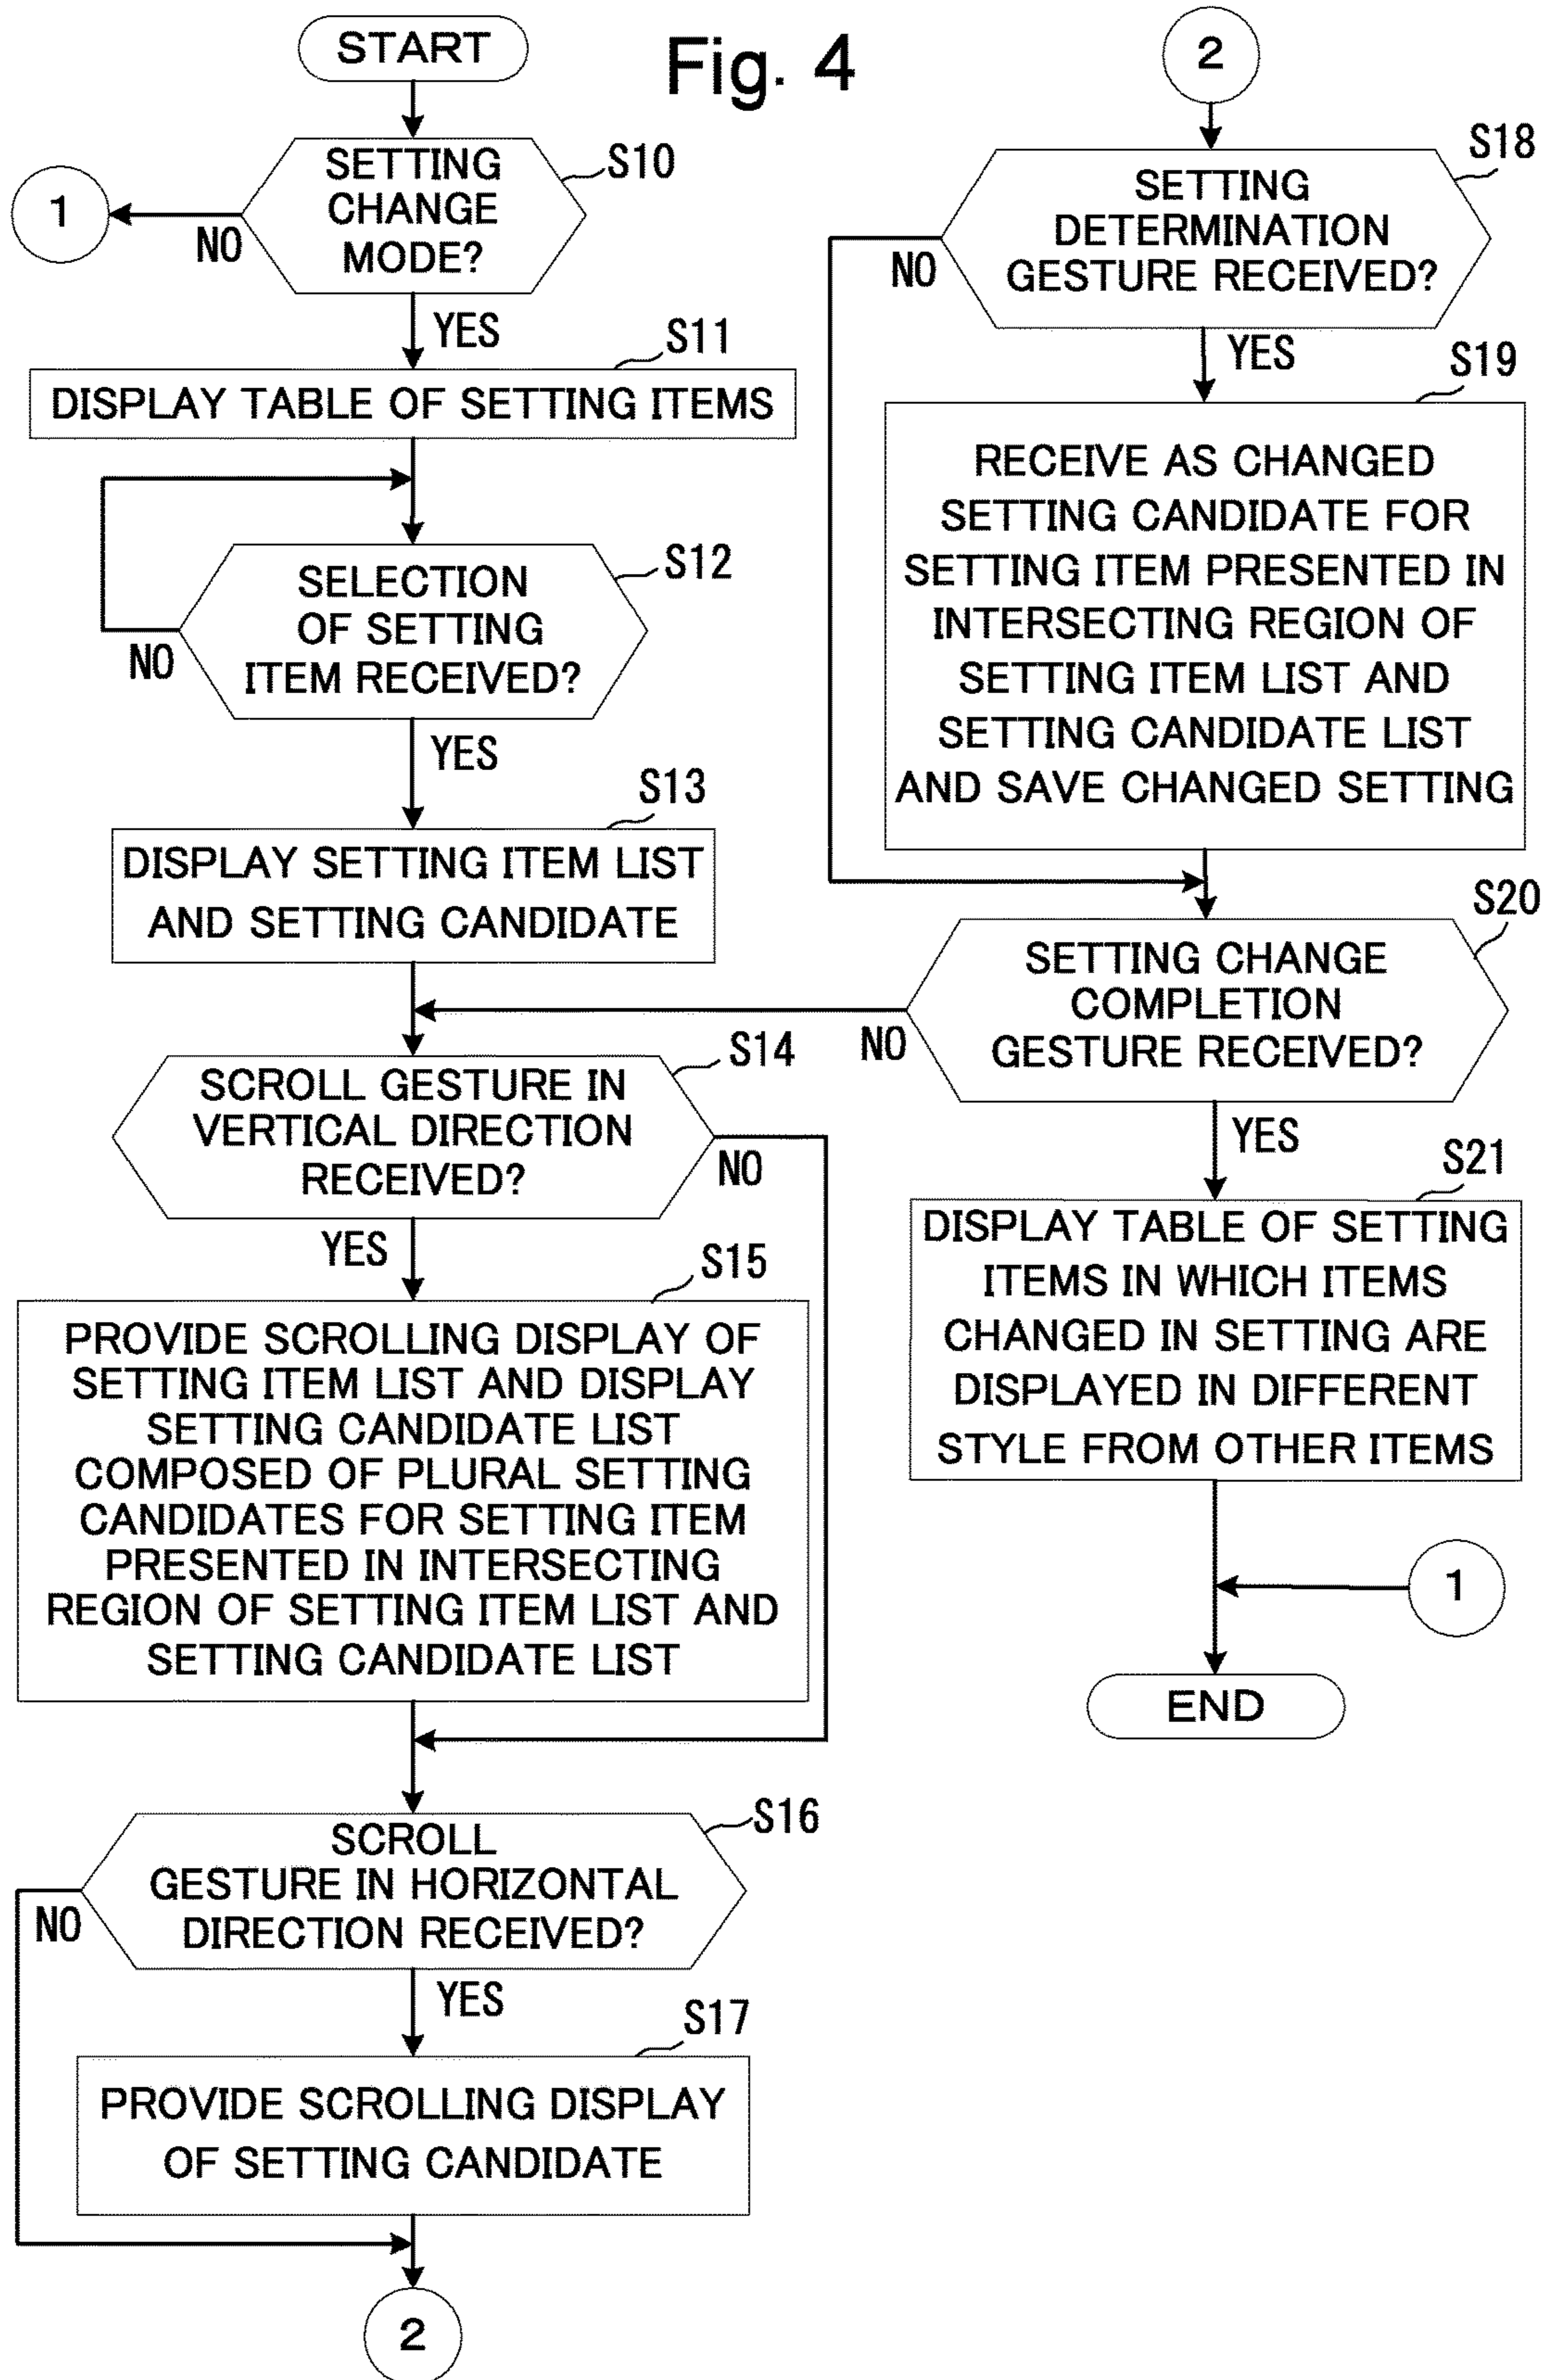 Fig. 4
START
SETTING
CHANGE
MODE?
S10
NO
1
YES
S11
DISPLAY TABLE OF SETTING ITEMS
SELECTION
OF SETTING
ITEM RECEIVED?
S12
NO
YES
S13
DISPLAY SETTING ITEM LIST
AND SETTING CANDIDATE
S14
SCROLL GESTURE IN
VERTICAL DIRECTION
RECEIVED?
NO
YES
S15
PROVIDE SCROLLING DISPLAY OF
SETTING ITEM LIST AND DISPLAY
SETTING CANDIDATE LIST
COMPOSED OF PLURAL SETTING
CANDIDATES FOR SETTING ITEM
PRESENTED IN INTERSECTING
REGION OF SETTING ITEM LIST AND
SETTING CANDIDATE LIST
S16
SCROLL
GESTURE IN HORIZONTAL
DIRECTION RECEIVED?
NO
YES
S17
PROVIDE SCROLLING DISPLAY
OF SETTING CANDIDATE
2
2
S18
SETTING
DETERMINATION
GESTURE RECEIVED?
NO
YES
S19
RECEIVE AS CHANGED
SETTING CANDIDATE FOR
SETTING ITEM PRESENTED IN
INTERSECTING REGION OF
SETTING ITEM LIST AND
SETTING CANDIDATE LIST
AND SAVE CHANGED SETTING
S20
SETTING CHANGE
COMPLETION
GESTURE RECEIVED?
NO
YES
S21
DISPLAY TABLE OF SETTING
ITEMS IN WHICH ITEMS
CHANGED IN SETTING ARE
DISPLAYED IN DIFFERENT
STYLE FROM OTHER ITEMS
1
END